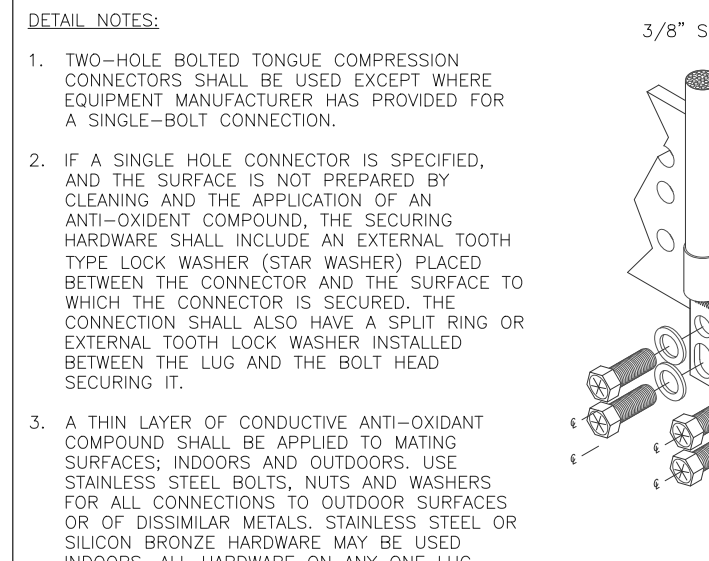 DETAIL NOTES:
3/8" S
1. TWO-HOLE BOLTED TONGUE COMPRESSION
CONNECTORS SHALL BE USED EXCEPT WHERE
EQUIPMENT MANUFACTURER HAS PROVIDED FOR
A SINGLE-BOLT CONNECTION.
2. IF A SINGLE HOLE CONNECTOR IS SPECIFIED,
AND THE SURFACE IS NOT PREPARED BY
CLEANING AND THE APPLICATION OF AN
ANTI-OXIDENT COMPOUND, THE SECURING
HARDWARE SHALL INCLUDE AN EXTERNAL TOOTH
TYPE LOCK WASHER (STAR WASHER) PLACED
BETWEEN THE CONNECTOR AND THE SURFACE TO
WHICH THE CONNECTOR IS SECURED. THE
CONNECTION SHALL ALSO HAVE A SPLIT RING OR
EXTERNAL TOOTH LOCK WASHER INSTALLED
BETWEEN THE LUG AND THE BOLT HEAD
SECURING IT.
3. A THIN LAYER OF CONDUCTIVE ANTI-OXIDANT
COMPOUND SHALL BE APPLIED TO MATING
SURFACES; INDOORS AND OUTDOORS. USE
STAINLESS STEEL BOLTS, NUTS AND WASHERS
FOR ALL CONNECTIONS TO OUTDOOR SURFACES
OR OF DISSIMILAR METALS. STAINLESS STEEL OR
SILICON BRONZE HARDWARE MAY BE USED
INDOORS. ALL HARDWARE ON ANY ONE LUG
℄
℄
℄
℄